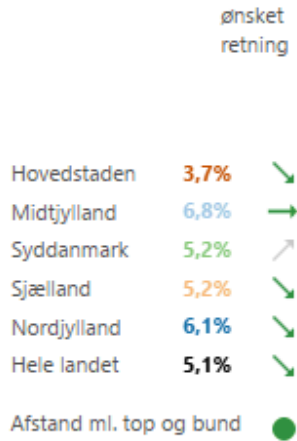 ønsket
retning
Hovedstaden 3,7%
Midtjylland 6,8%
Syddanmark 5,2%
Sjælland 5,2%
Nordjylland 6,1%
Hele landet 5,1%
Afstand ml. top og bund